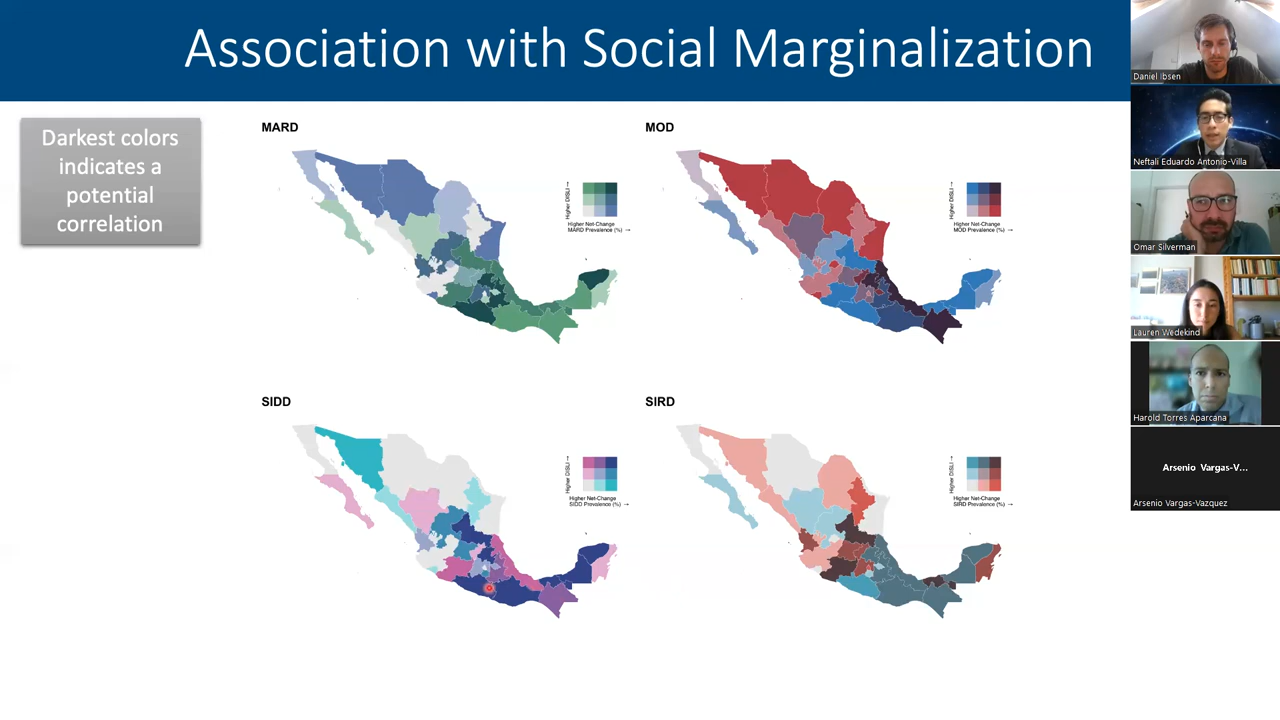 Association with Social Marginalization
Darkest colors
indicates a
potential
correlation
MARD
Higher DISLI →
Higher Net-Change
MARD Prevalence (%) →
MOD
Higher DISLI →
Higher Net-Change
MOD Prevalence (%) →
SIDD
Higher DISLI →
Higher Net-Change
SIDD Prevalence (%) →
SIRD
Higher DISLI →
Higher Net-Change
SIRD Prevalence (%) →
Daniel Ibsen
Neftali Eduardo Antonio-Villa
Omar Silverman
Lauren Wedekind
Harold Torres Aparcana
Arsenio Vargas-V...
Arsenio Vargas-Vazquez